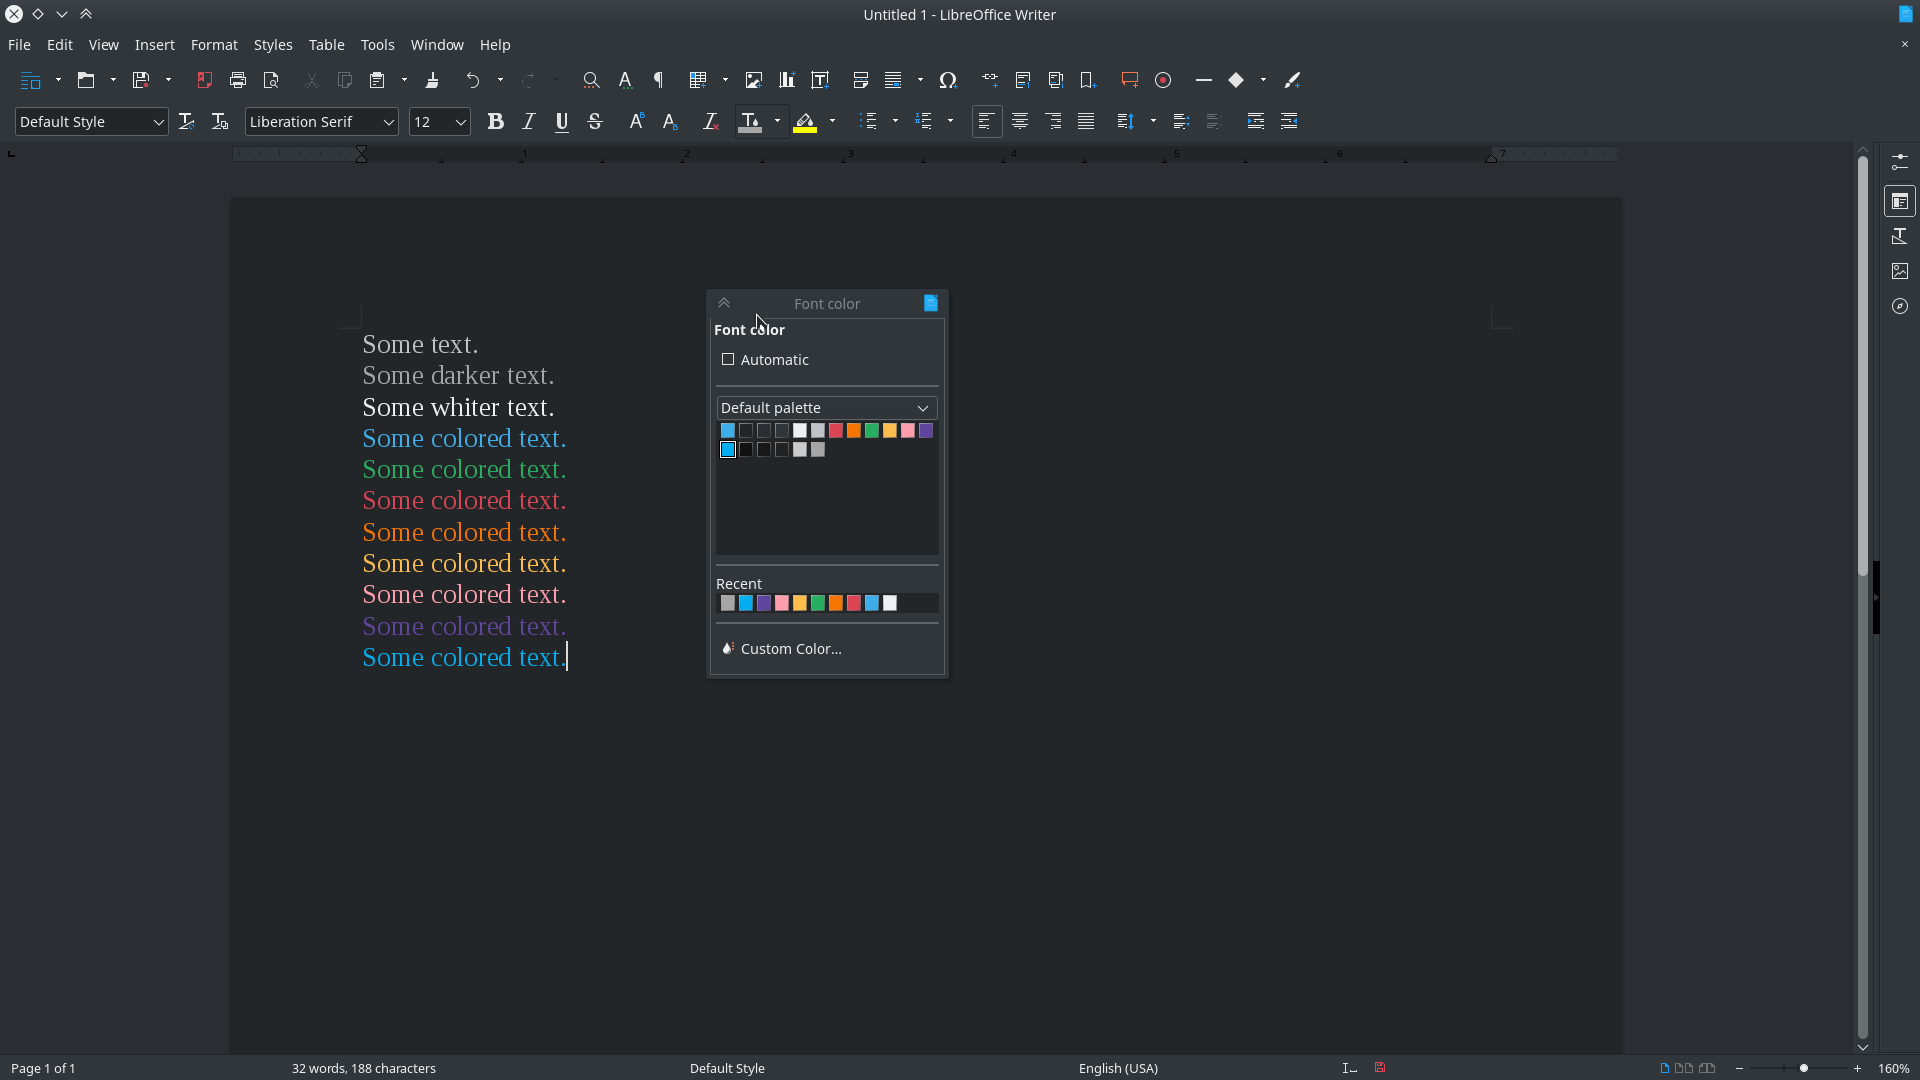 Untitled 1 - LibreOffice Writer
File Edit View Insert Format Styles Table Tools Window Help
Default Style Liberation Serif 12
1 2 3 4 5 6 7
Font color
Font color
Automatic
Default palette
Recent
Custom Color...
Some text.
Some darker text.
Some whiter text.
Some colored text.
Some colored text.
Some colored text.
Some colored text.
Some colored text.
Some colored text.
Some colored text.
Some colored text.
Page 1 of 1 32 words, 188 characters Default Style English (USA) 160%